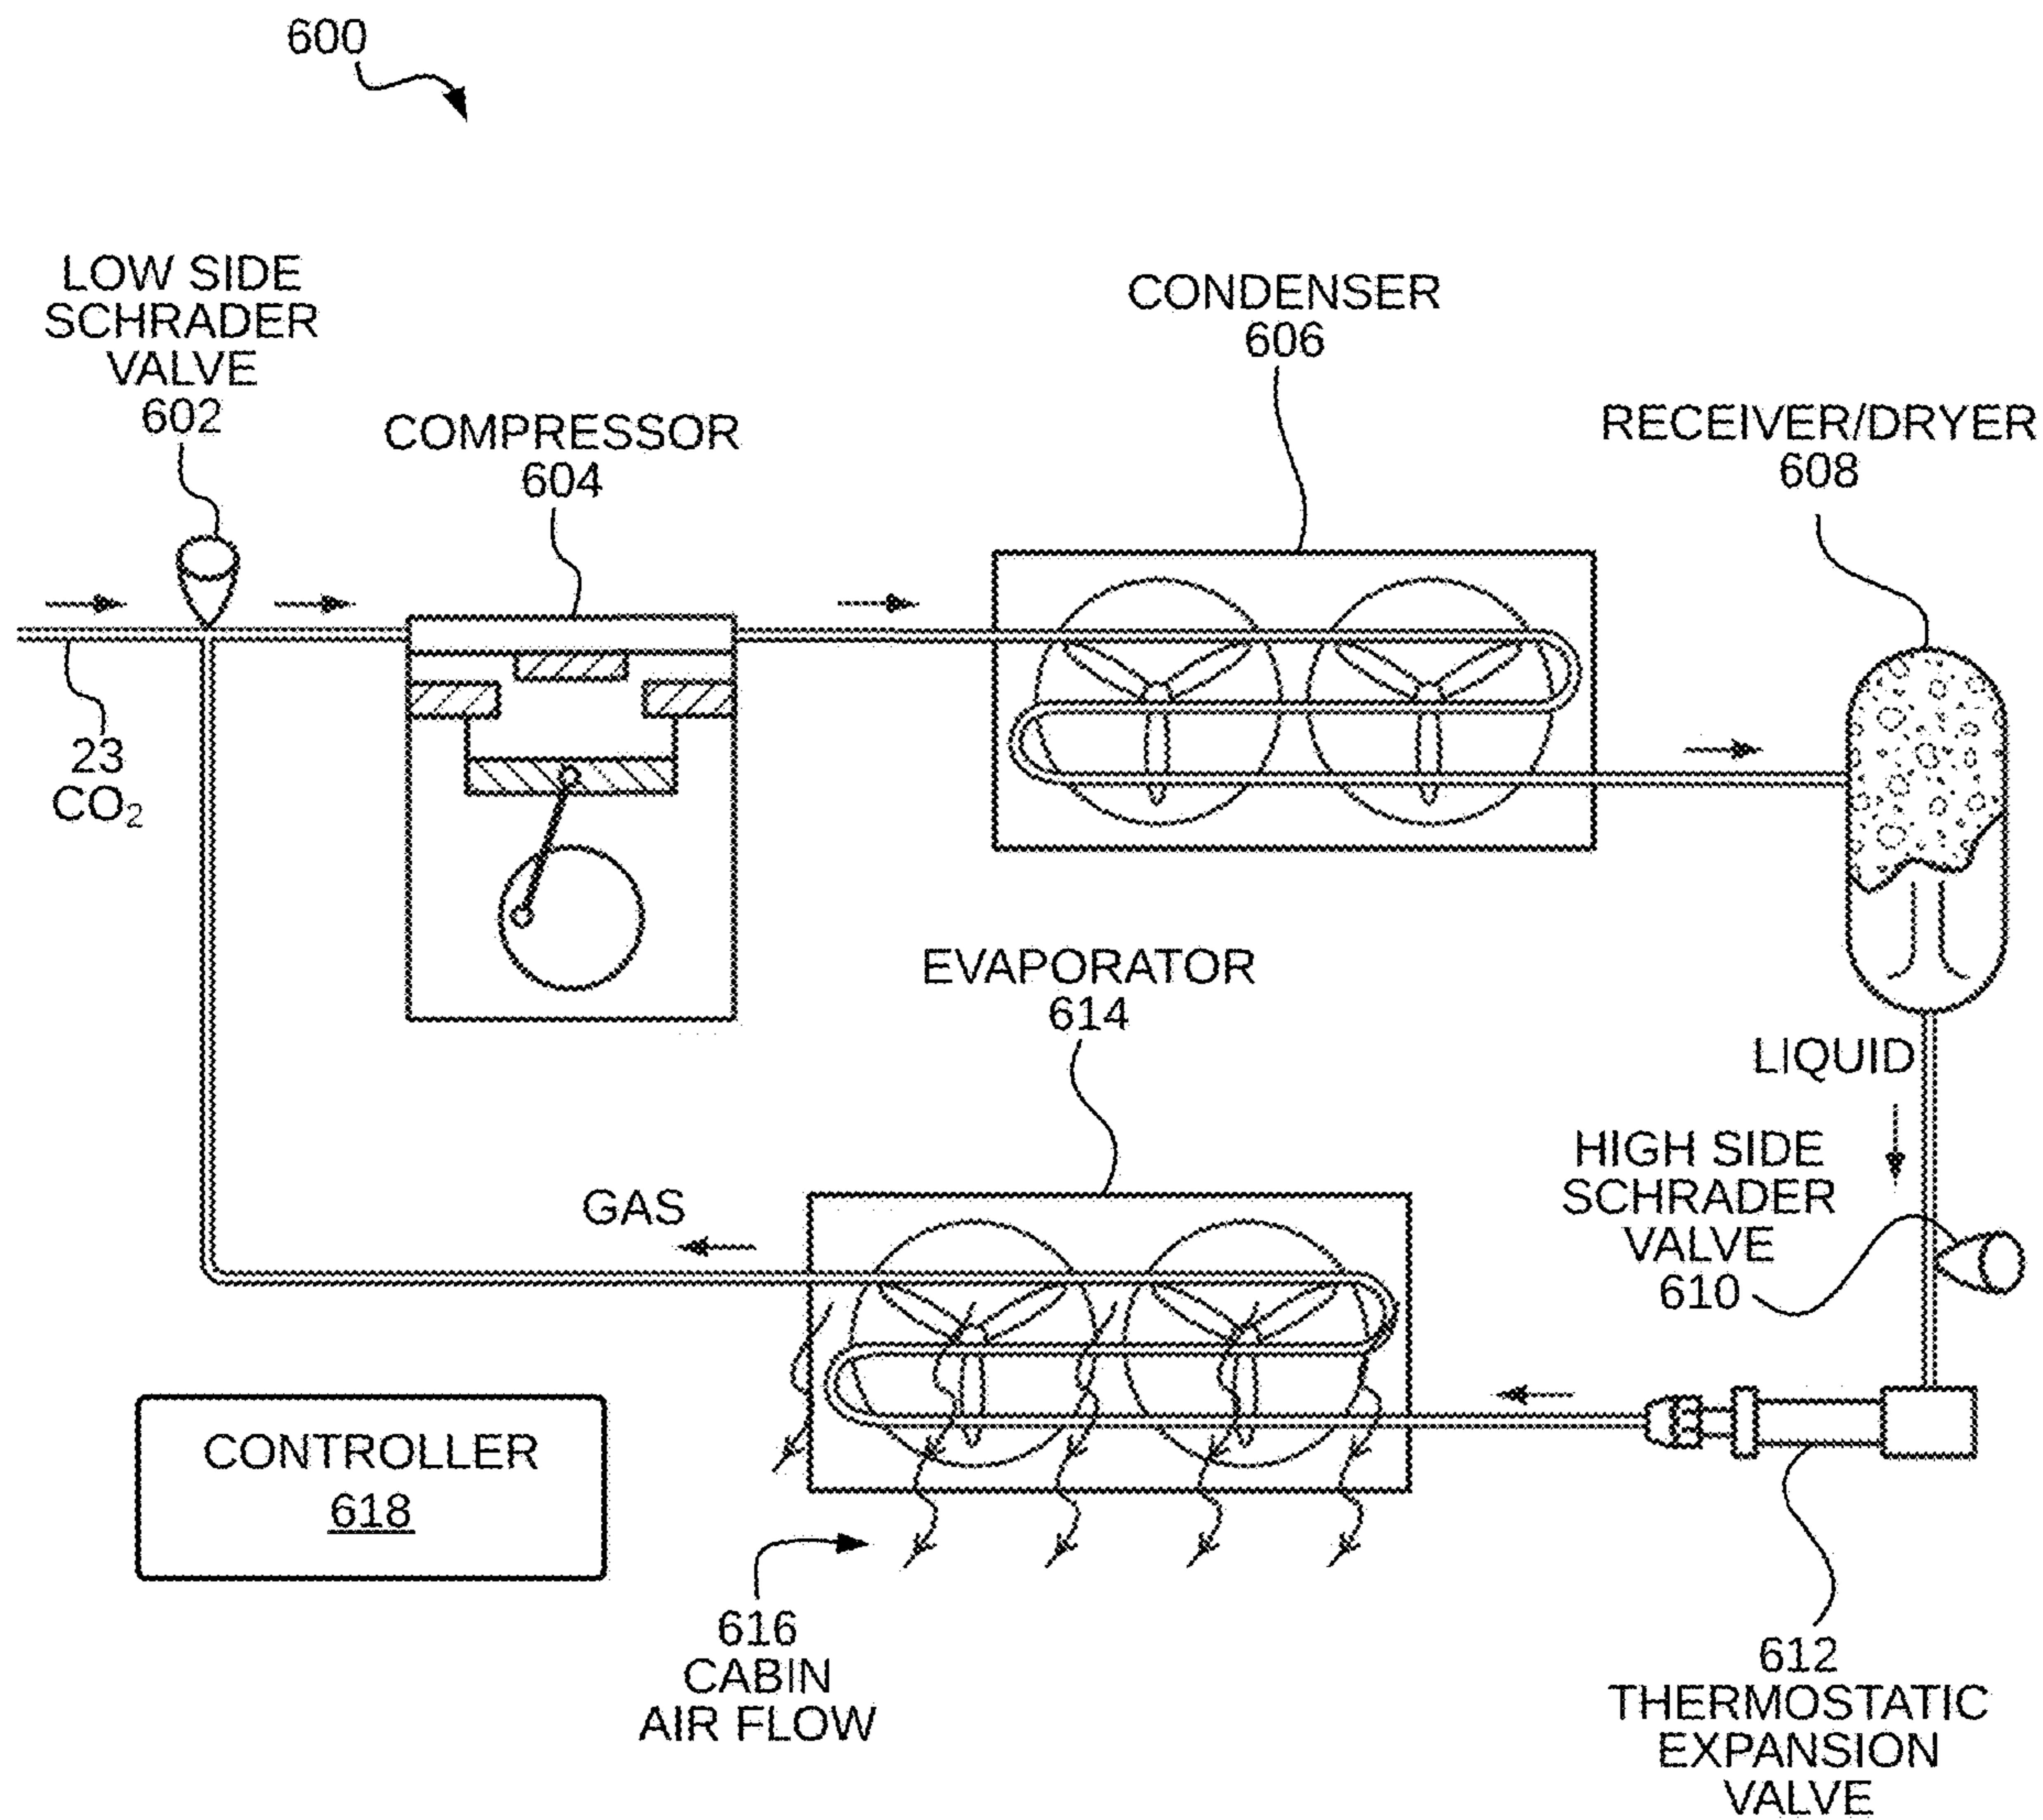 600
LOW SIDE
SCHRADER
VALVE
602
COMPRESSOR
604
CONDENSER
606
RECEIVER/DRYER
608
23
CO₂
EVAPORATOR
614
LIQUID
HIGH SIDE
SCHRADER
VALVE
610
GAS
CONTROLLER
618
616
CABIN
AIR FLOW
612
THERMOSTATIC
EXPANSION
VALVE